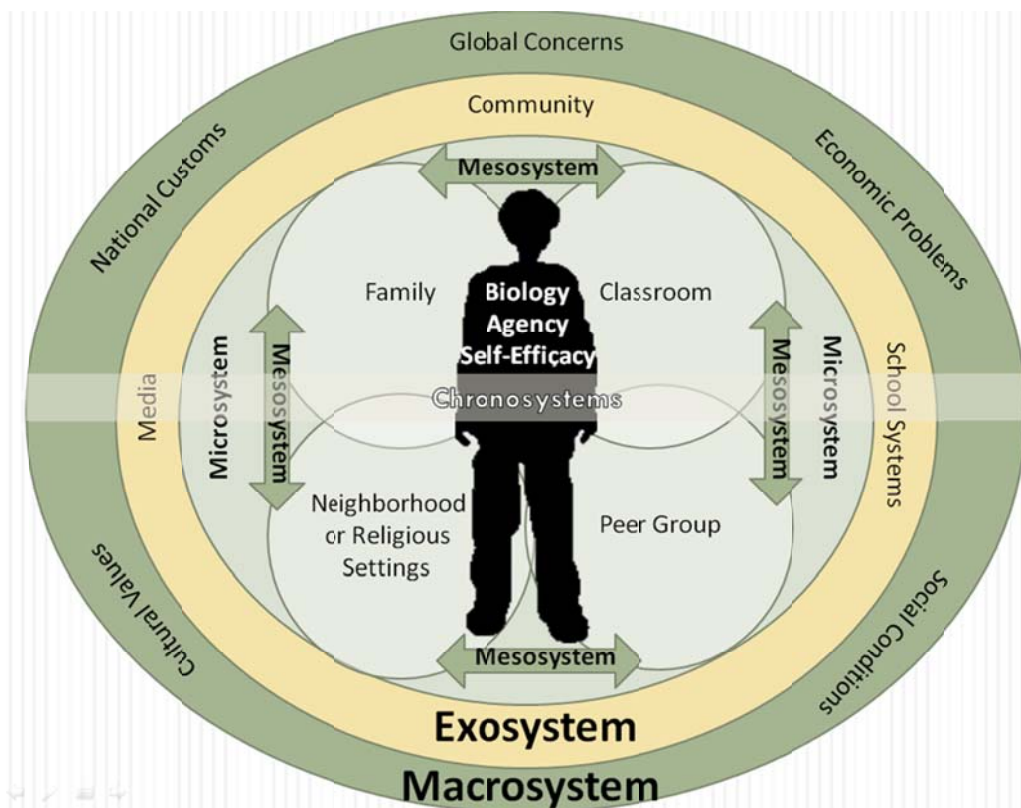 Global Concerns
Community
National Customs
Economic Problems
Mesosystem
Family
Classroom
Biology
Agency
Self-Efficacy
Media
Microsystem
Mesosystem
Chronosystems
Mesosystem
Microsystem
School Systems
Neighborhood
or Religious
Settings
Peer Group
Cultural Values
Social Conditions
Mesosystem
Exosystem
Macrosystem